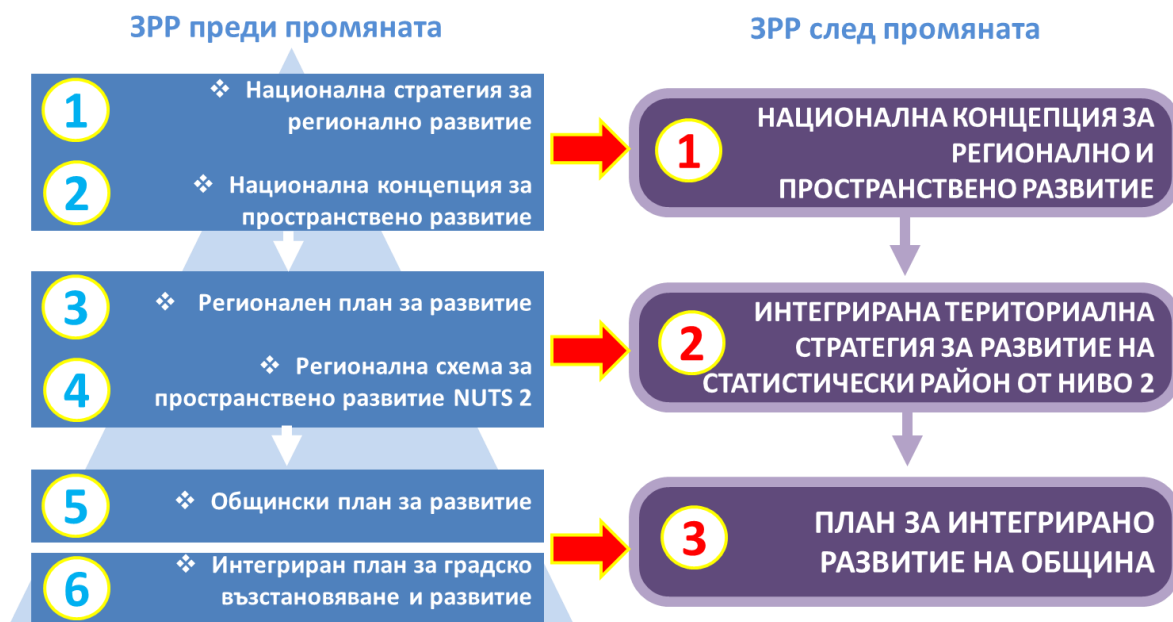 ЗРР преди промяната
1
❖ Национална стратегия за
регионално развитие
2
❖ Национална концепция за
пространствено развитие
3
❖ Регионален план за развитие
4
❖ Регионална схема за
пространствено развитие NUTS 2
5
❖ Общински план за развитие
6
❖ Интегриран план за градско
възстановяване и развитие
ЗРР след промяната
1
НАЦИОНАЛНА КОНЦЕПЦИЯ ЗА
РЕГИОНАЛНО И
ПРОСТРАНСТВЕНО РАЗВИТИЕ
2
ИНТЕГРИРАНА ТЕРИТОРИАЛНА
СТРАТЕГИЯ ЗА РАЗВИТИЕ НА
СТАТИСТИЧЕСКИ РАЙОН ОТ НИВО 2
3
ПЛАН ЗА ИНТЕГРИРАНО
РАЗВИТИЕ НА ОБЩИНА